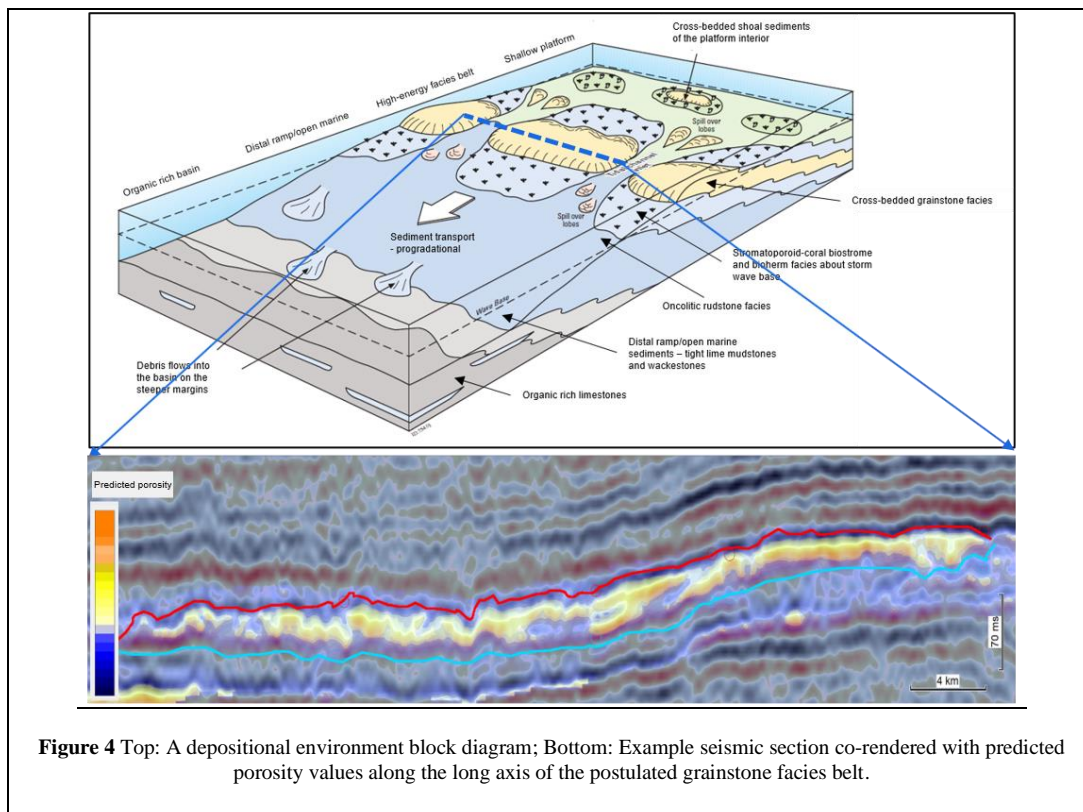 Cross-bedded shoal sediments
of the platform interior
Shallow platform
High-energy facies belt
Distal ramp/open marine
Organic rich basin
Spill over
lobes
Cross-bedded grainstone facies
Spill over
lobes
Sediment transport
- progradational
Stromatoporoid-coral biostrome
and bioherm facies about storm
wave base
Oncolitic rudstone facies
Wave Base
Distal ramp/open marine
sediments – tight lime mudstones
and wackestones
Debris flows into
the basin on the
steeper margins
Organic rich limestones
Predicted porosity
70 ms
4 km
Figure 4 Top: A depositional environment block diagram; Bottom: Example seismic section co-rendered with predicted
porosity values along the long axis of the postulated grainstone facies belt.